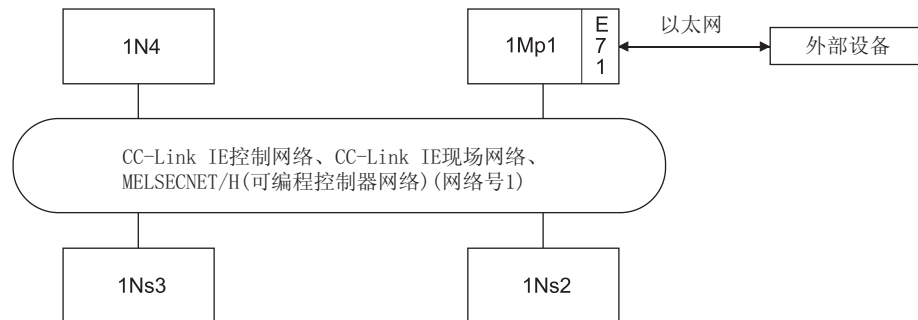 1N4
1Mp1
E71
以太网
外部设备
CC-Link IE控制网络、CC-Link IE现场网络、
MELSECNET/H(可编程控制器网络)(网络号1)
1Ns3
1Ns2